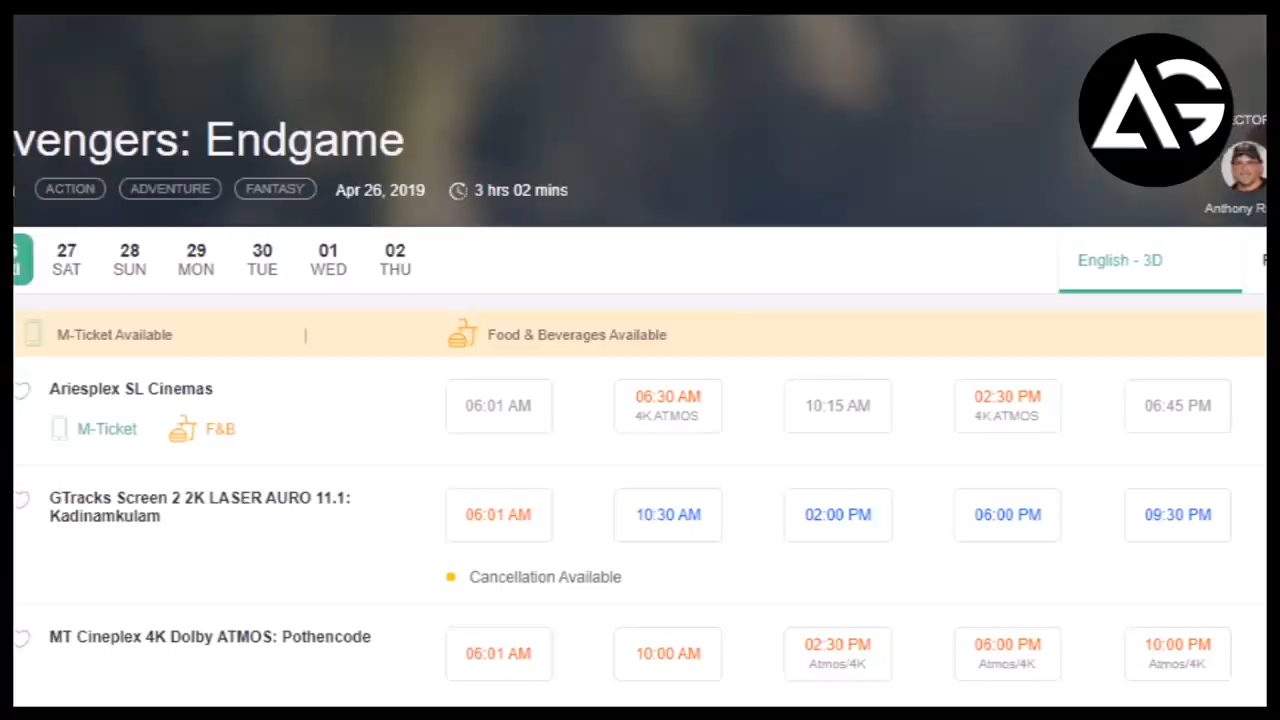 AG
vengers: Endgame
ACTION ADVENTURE FANTASY Apr 26, 2019 3 hrs 02 mins
ECTOR
Anthony R
27 28 29 30 01 02
SAT SUN MON TUE WED THU
English - 3D
M-Ticket Available | Food & Beverages Available
Ariesplex SL Cinemas
M-Ticket F&B
06:01 AM 06:30 AM 10:15 AM 02:30 PM 06:45 PM
4K ATMOS 4K ATMOS
GTracks Screen 2 2K LASER AURO 11.1:
Kadinamkulam
06:01 AM 10:30 AM 02:00 PM 06:00 PM 09:30 PM
Cancellation Available
MT Cineplex 4K Dolby ATMOS: Pothencode
06:01 AM 10:00 AM 02:30 PM 06:00 PM 10:00 PM
Atmos/4K Atmos/4K Atmos/4K